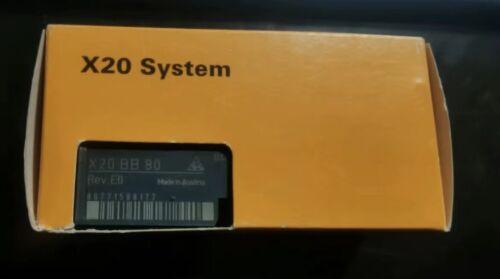 X20 System
X20 BB 80
Rev.E0
Made in Austria